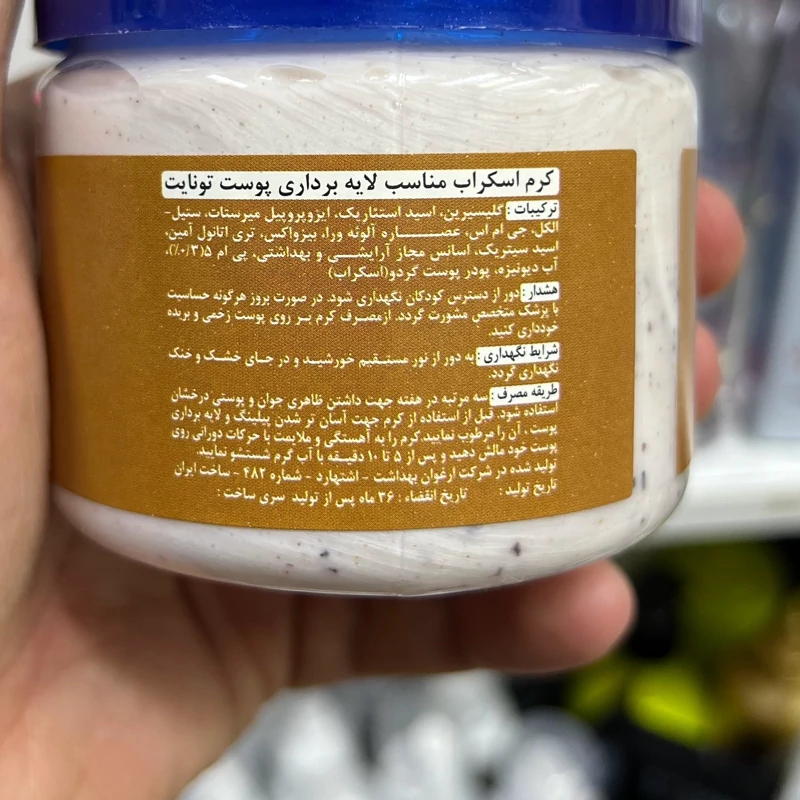 کرم اسکراب مناسب لایه برداری پوست تونایت
ترکیبات : گلیسیرین، اسید استئاریک، ایزوپروپیل میرستات، ستیل-
الکل، جی ام اس، عصاره آلوئه ورا، بیزواکس، تری اتانول آمین،
اسید سیتریک، اسانس مجاز آرایشی و بهداشتی، پی ام ۵(۰/۳٪)،
آب دیونیزه، پودر پوست گردو(اسکراب)
هشدار : دور از دسترس کودکان نگهداری شود. در صورت بروز هرگونه حساسیت
با پزشک متخصص مشورت گردد. ازمصرف کرم بر روی پوست زخمی و بریده
خودداری کنید.
شرایط نگهداری : به دور از نور مستقیم خورشید و در جای خشک و خنک
نگهداری گردد.
طریقه مصرف : سه مرتبه در هفته جهت داشتن ظاهری جوان و پوستی درخشان
استفاده شود. قبل از استفاده از کرم جهت آسان تر شدن پیلینگ و لایه برداری
پوست، آن را مرطوب نمایید.کرم را به آهستگی و ملایمت با حرکات دورانی روی
پوست خود مالش دهید و پس از ۵ تا ۱۰ دقیقه با آب گرم شستشو نمایید.
تولید شده در شرکت ارغوان بهداشت - اشتهارد - شماره ۴۸۲ - ساخت ایران
تاریخ تولید : تاریخ انقضاء : ۳۶ ماه پس از تولید سری ساخت :